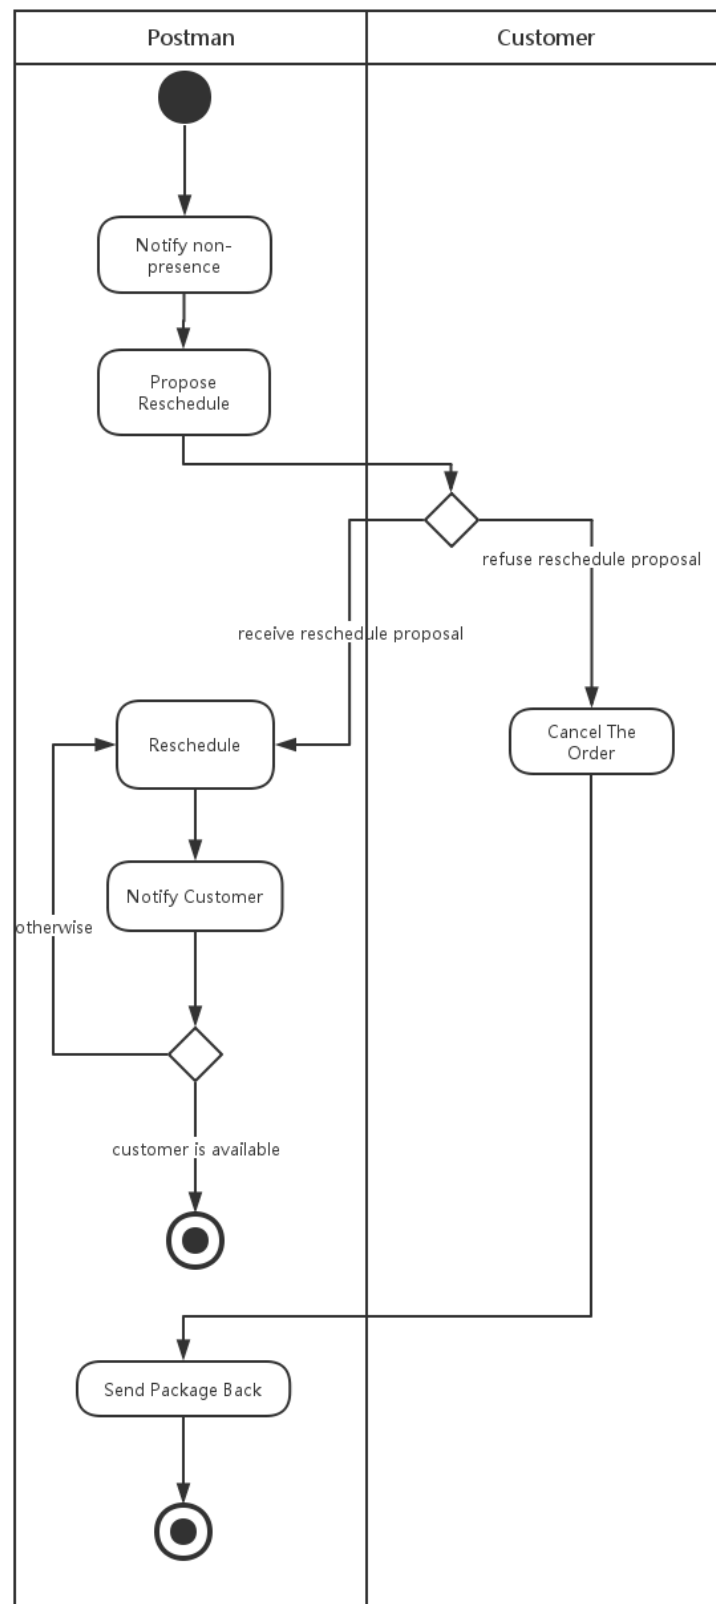 Postman
Customer
Notify non-
presence
Propose
Reschedule
refuse reschedule proposal
receive reschedule proposal
Cancel The
Order
Reschedule
Notify Customer
otherwise
customer is available
Send Package Back